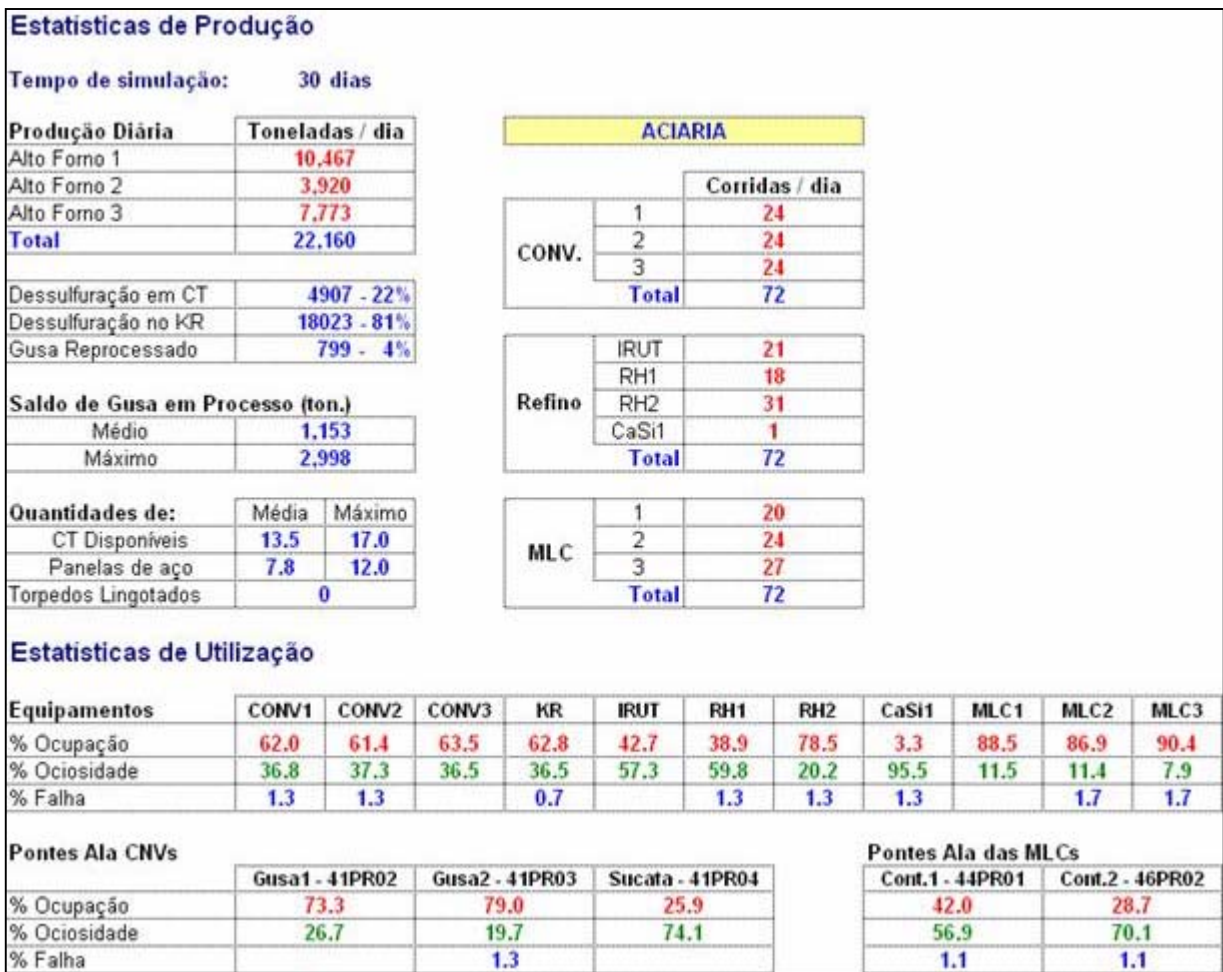 Estatísticas de Produção
Tempo de simulação: 30 dias
Produção Diária Toneladas / dia
Alto Forno 1 10,467
Alto Forno 2 3,920
Alto Forno 3 7,773
Total 22,160
Dessulfuração em CT 4907 - 22%
Dessulfuração no KR 18023 - 81%
Gusa Reprocessado 799 - 4%
Saldo de Gusa em Processo (ton.)
Médio 1,153
Máximo 2,998
Quantidades de: Média Máximo
CT Disponíveis 13.5 17.0
Panelas de aço 7.8 12.0
Torpedos Lingotados 0
ACIARIA
Corridas / dia
CONV.
1 24
2 24
3 24
Total 72
Refino
IRUT 21
RH1 18
RH2 31
CaSi1 1
Total 72
MLC
1 20
2 24
3 27
Total 72
Estatísticas de Utilização
Equipamentos CONV1 CONV2 CONV3 KR IRUT RH1 RH2 CaSi1 MLC1 MLC2 MLC3
% Ocupação 62.0 61.4 63.5 62.8 42.7 38.9 78.5 3.3 88.5 86.9 90.4
% Ociosidade 36.8 37.3 36.5 36.5 57.3 59.8 20.2 95.5 11.5 11.4 7.9
% Falha 1.3 1.3 0.7 1.3 1.3 1.3 1.7 1.7
Pontes Ala CNVs
Gusa1 - 41PR02 Gusa2 - 41PR03 Sucata - 41PR04
% Ocupação 73.3 79.0 25.9
% Ociosidade 26.7 19.7 74.1
% Falha 1.3
Pontes Ala das MLCs
Cont.1 - 44PR01 Cont.2 - 46PR02
42.0 28.7
56.9 70.1
1.1 1.1